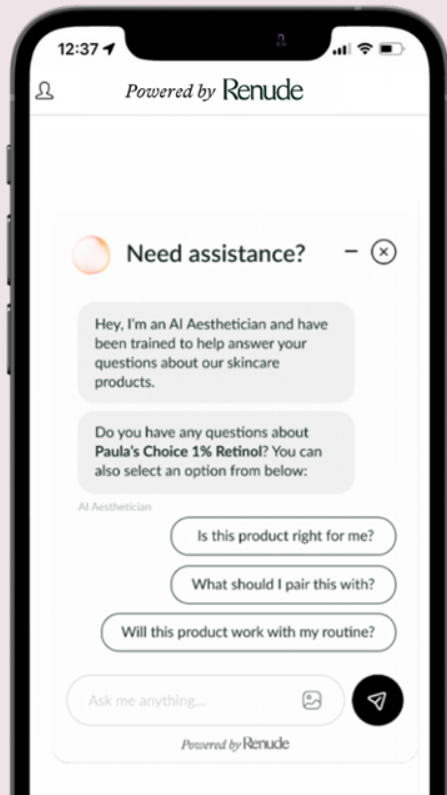 12:37
Powered by Renude
Need assistance?
Hey, I'm an AI Aesthetician and have
been trained to help answer your
questions about our skincare
products.
Do you have any questions about
Paula's Choice 1% Retinol? You can
also select an option from below:
AI Aesthetician
Is this product right for me?
What should I pair this with?
Will this product work with my routine?
Ask me anything...
Powered by Renude